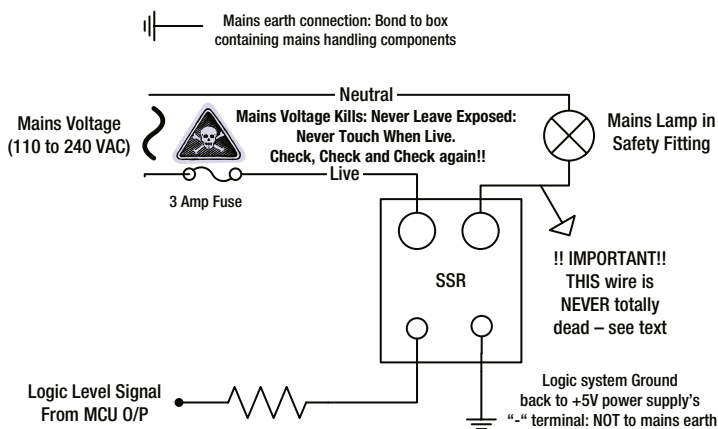 Mains earth connection: Bond to box
containing mains handling components
Neutral
Mains Voltage
(110 to 240 VAC)
Mains Voltage Kills: Never Leave Exposed:
Never Touch When Live.
Check, Check and Check again!!
Mains Lamp in
Safety Fitting
Live
3 Amp Fuse
SSR
!! IMPORTANT!!
THIS wire is
NEVER totally
dead – see text
Logic Level Signal
From MCU O/P
Logic system Ground
back to +5V power supply's
"-" terminal: NOT to mains earth